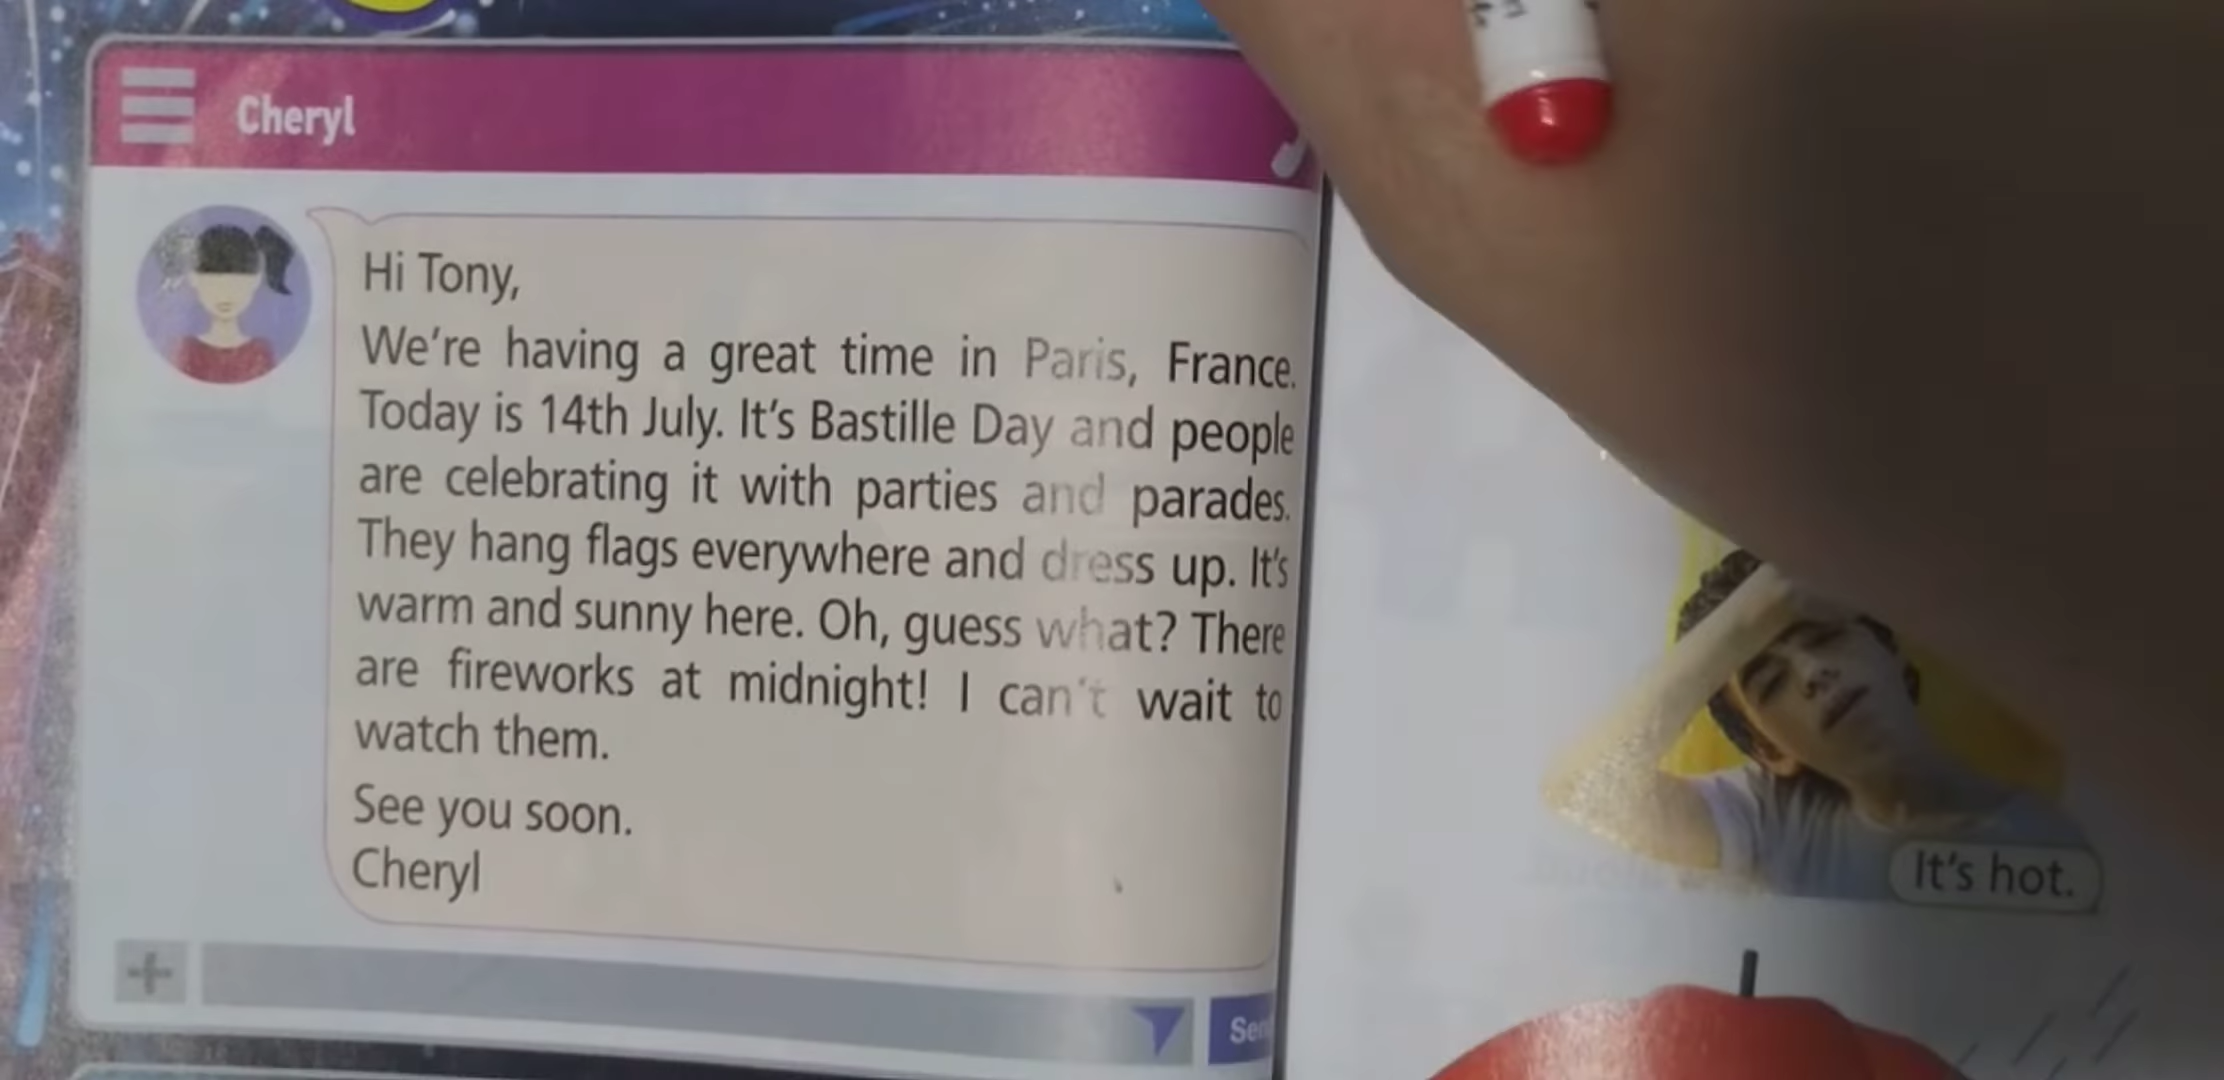 Cheryl
Hi Tony,
We're having a great time in Paris, France.
Today is 14th July. It's Bastille Day and people
are celebrating it with parties and parades.
They hang flags everywhere and dress up. It's
warm and sunny here. Oh, guess what? There
are fireworks at midnight! I can't wait to
watch them.
See you soon.
Cheryl
It's hot.